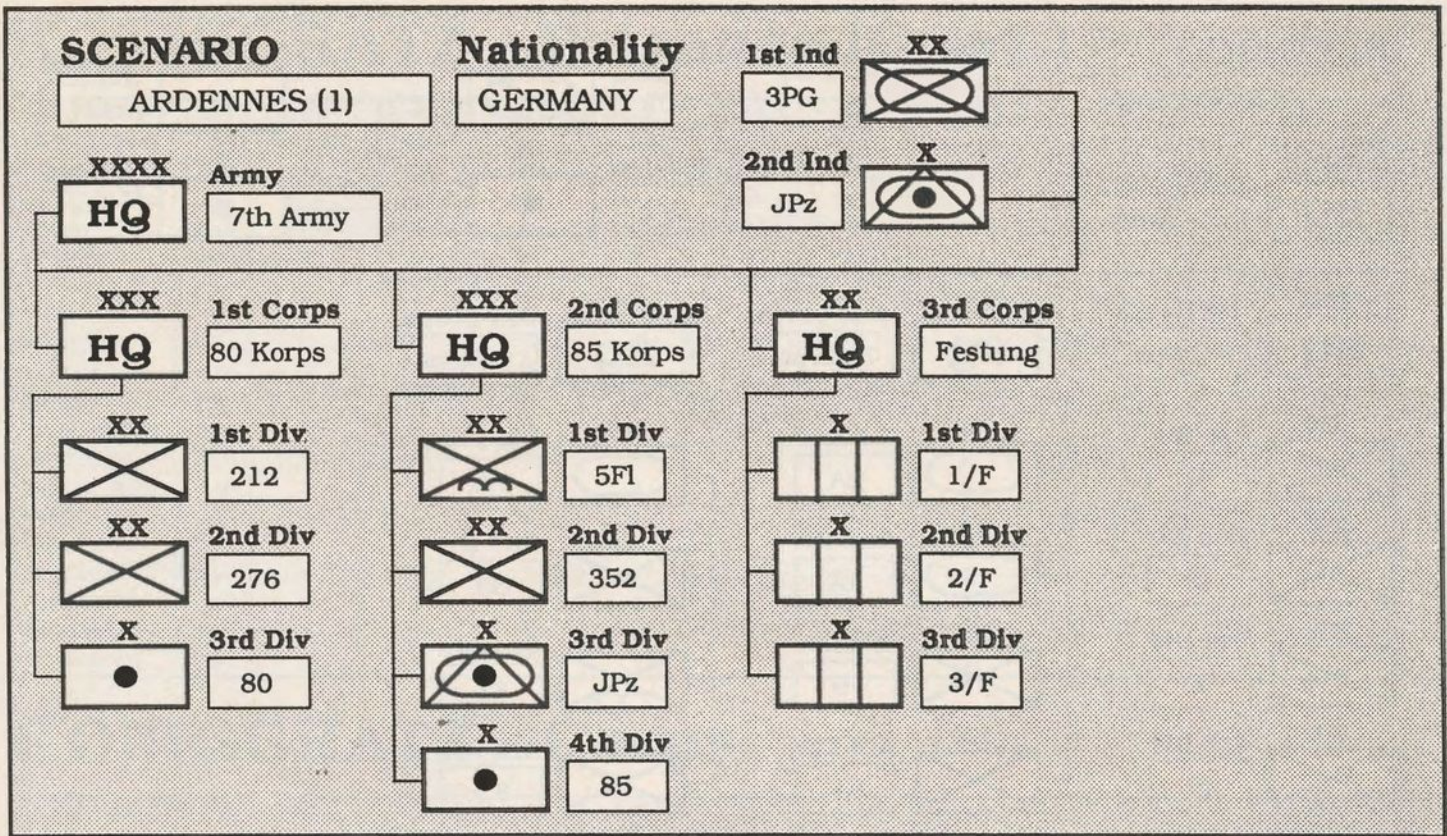 SCENARIO
ARDENNES (1)
Nationality
GERMANY
1st Ind
3PG
XX
2nd Ind
JPz
X
XXXX
HQ
Army
7th Army
XXX
HQ
1st Corps
80 Korps
XXX
HQ
2nd Corps
85 Korps
XX
HQ
3rd Corps
Festung
XX
1st Div.
212
XX
2nd Div
276
X
3rd Div
80
XX
1st Div
5Fl
XX
2nd Div
352
X
3rd Div
JPz
X
4th Div
85
X
1st Div
1/F
X
2nd Div
2/F
X
3rd Div
3/F